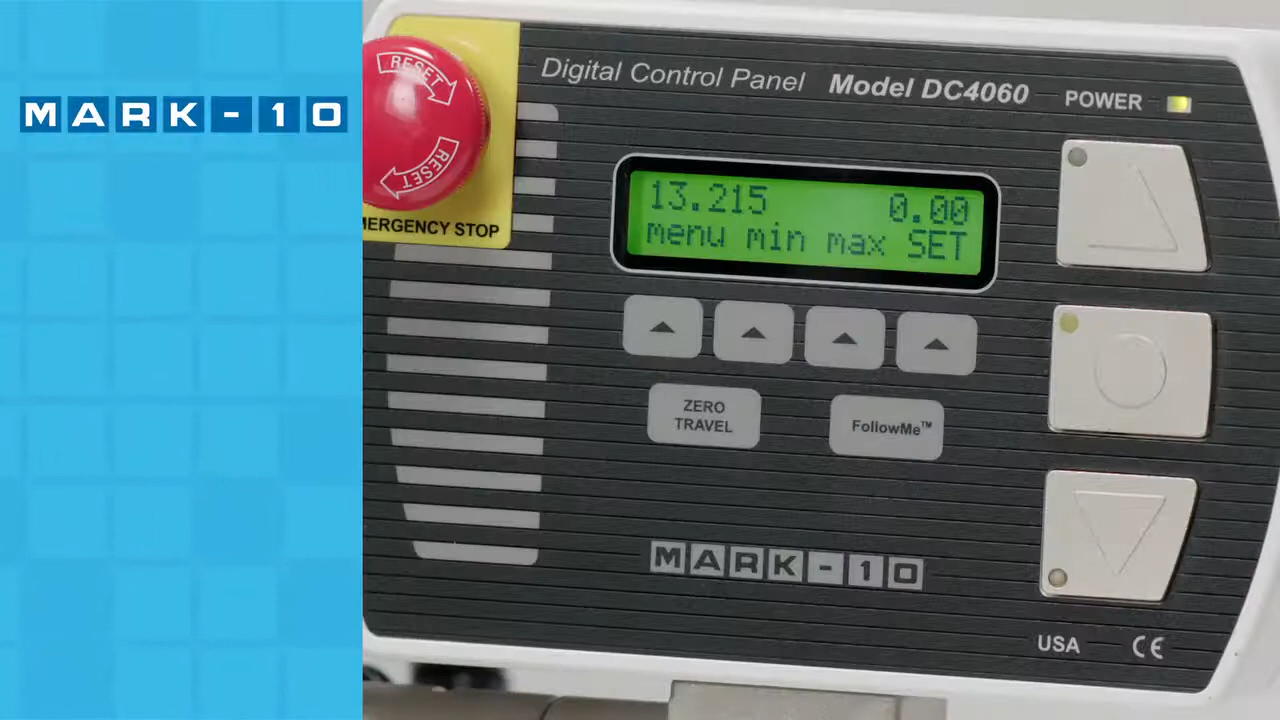 MARK-10
RESET
RESET
MERGENCY STOP
Digital Control Panel Model DC4060
POWER
13.215 0.00
menu min max SET
ZERO
TRAVEL
FollowMe™
MARK-10
USA CE